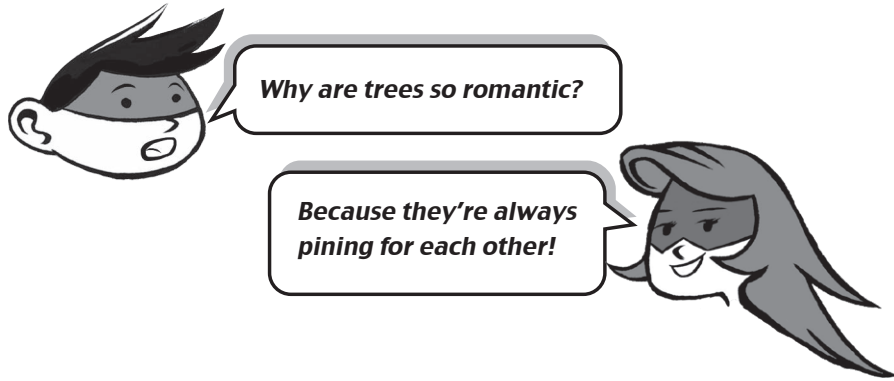 Why are trees so romantic?
Because they’re always
pining for each other!